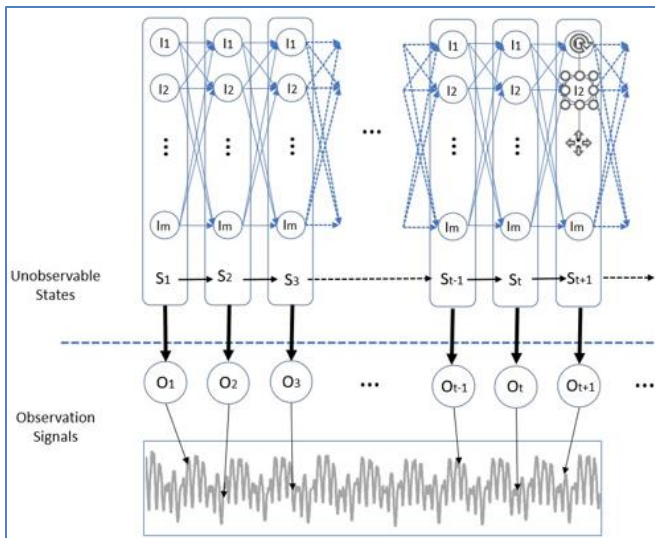 I1 I1 I1 I1 I1
I2 I2 I2 ... I2 I2 I2
⋮ ⋮ ⋮ ⋮ ⋮
Im Im Im Im Im Im
Unobservable
States
S1 S2 S3 St-1 St St+1
O1 O2 O3 ... Ot-1 Ot Ot+1 ...
Observation
Signals